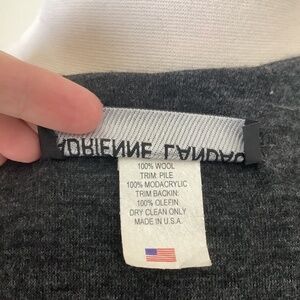 ADRIENNE LANDAU
100% WOOL
TRIM: PILE
100% MODACRYLIC
TRIM BACKIN:
100% OLEFIN
DRY CLEAN ONLY
MADE IN U.S.A.